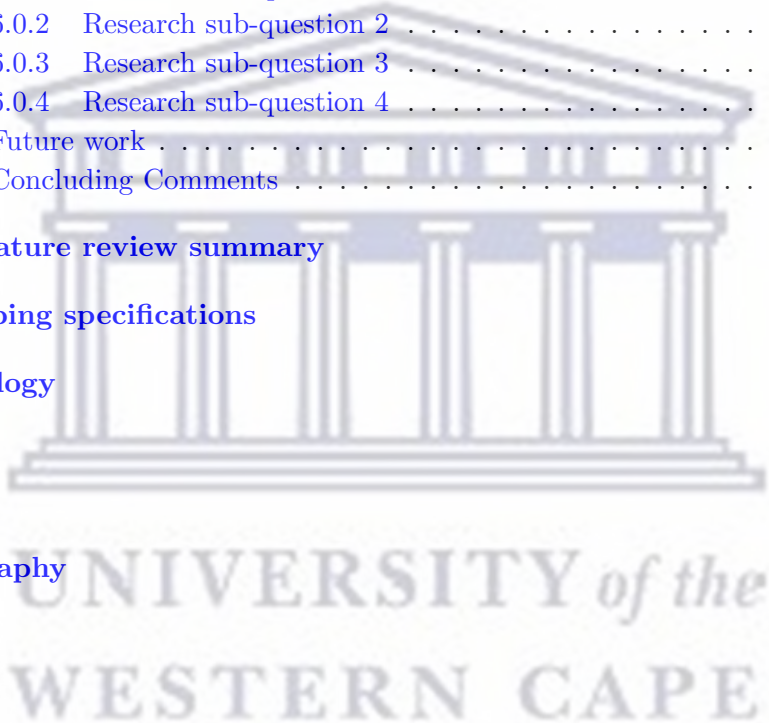 6.0.2 Research sub-question 2 . . . . . . . . . . . . . . . .
6.0.3 Research sub-question 3 . . . . . . . . . . . . . . . .
6.0.4 Research sub-question 4 . . . . . . . . . . . . . . . .
Future work . . . . . . . . . . . . . . . . . . . . . . . . . . . .
Concluding Comments . . . . . . . . . . . . . . . . . . . . .
ature review summary
ping specifications
logy
aphy
UNIVERSITY of the
WESTERN CAPE